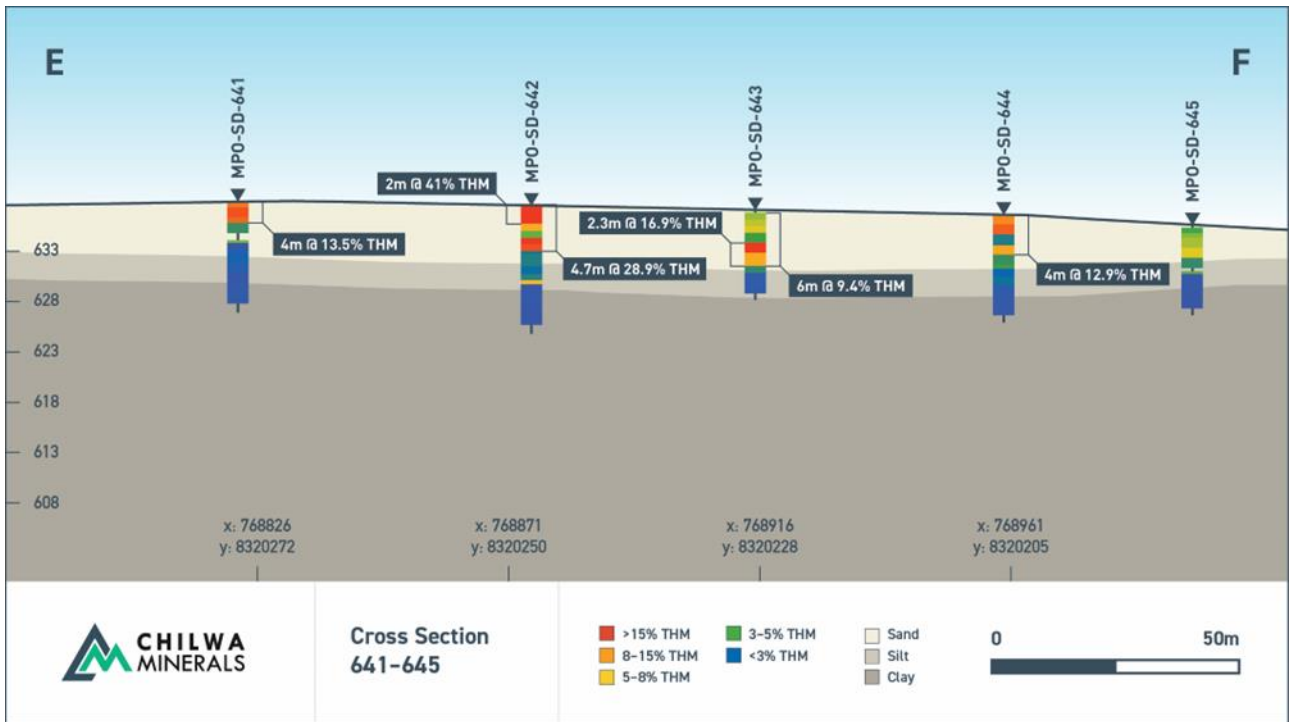 E
F
MPO-SD-641
MPO-SD-642
MPO-SD-643
MPO-SD-644
MPO-SD-645
2m @ 41% THM
2.3m @ 16.9% THM
4m @ 13.5% THM
4.7m @ 28.9% THM
6m @ 9.4% THM
4m @ 12.9% THM
633
628
623
618
613
608
x: 768826
y: 8320272
x: 768871
y: 8320250
x: 768916
y: 8320228
x: 768961
y: 8320205
CHILWA
MINERALS
Cross Section
641–645
>15% THM
8–15% THM
5–8% THM
3–5% THM
<3% THM
Sand
Silt
Clay
0
50m